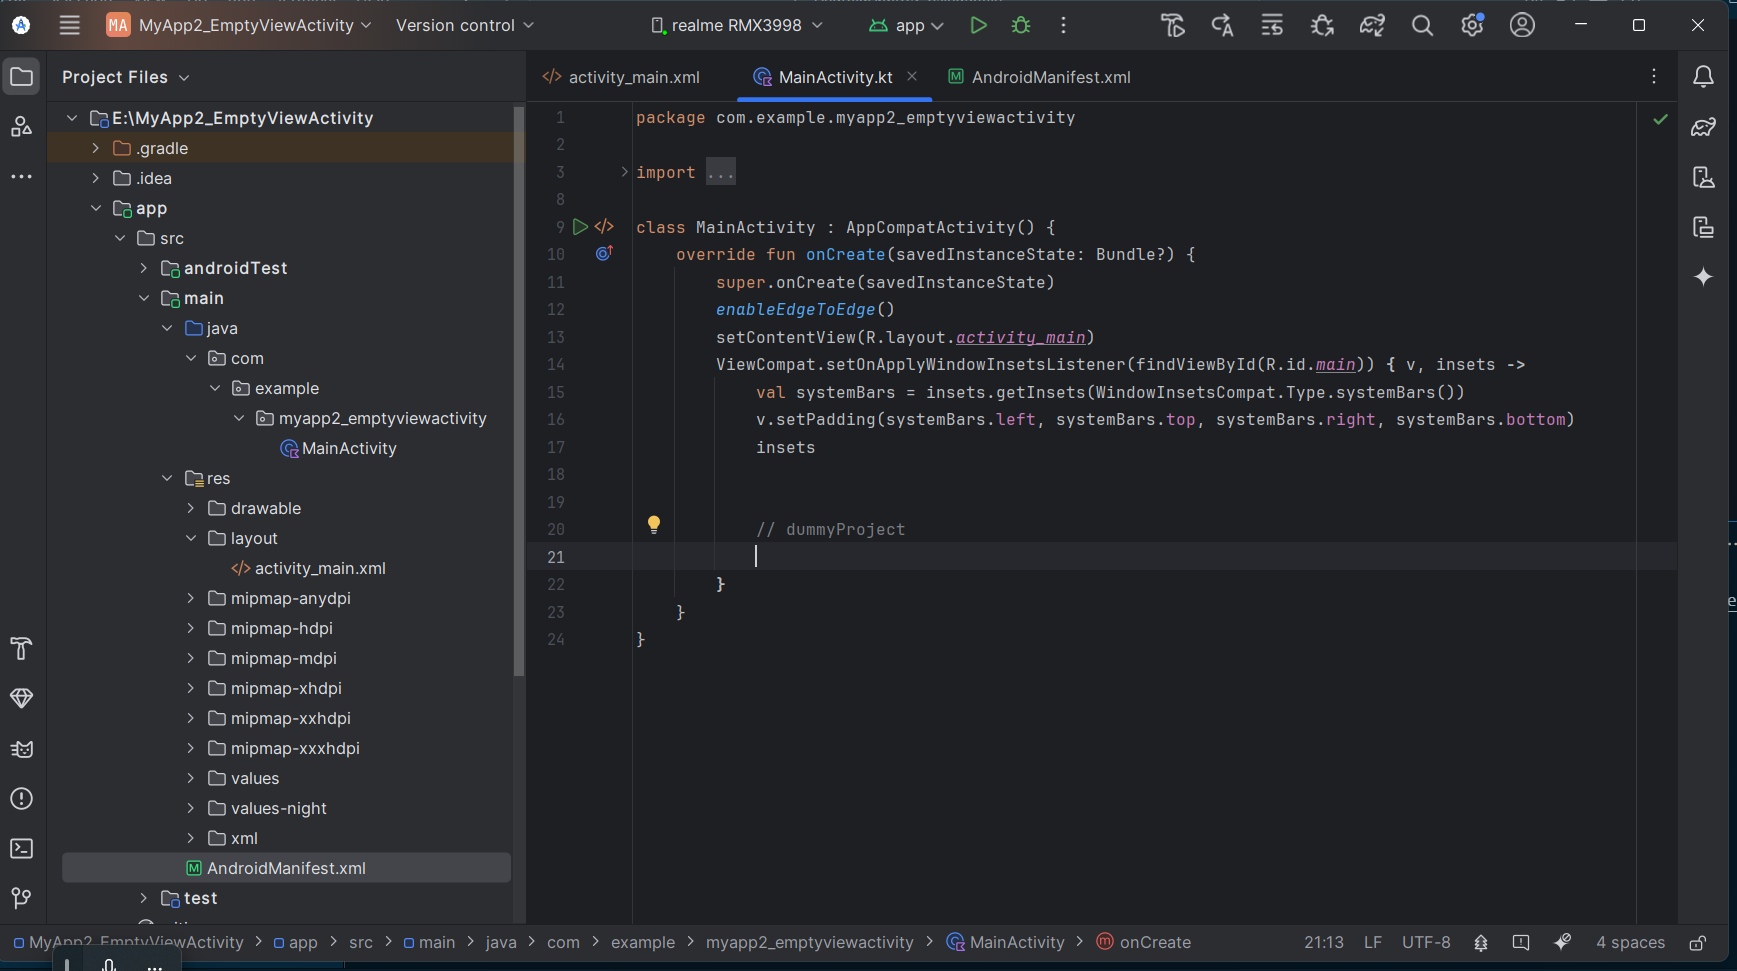 MA MyApp2_EmptyViewActivity Version control realme RMX3998 app
Project Files
E:\MyApp2_EmptyViewActivity
.gradle
.idea
app
src
androidTest
main
java
com
example
myapp2_emptyviewactivity
MainActivity
res
drawable
layout
activity_main.xml
mipmap-anydpi
mipmap-hdpi
mipmap-mdpi
mipmap-xhdpi
mipmap-xxhdpi
mipmap-xxxhdpi
values
values-night
xml
AndroidManifest.xml
test
activity_main.xml MainActivity.kt AndroidManifest.xml
1 package com.example.myapp2_emptyviewactivity
2
3 import ...
8
9 class MainActivity : AppCompatActivity() {
10 override fun onCreate(savedInstanceState: Bundle?) {
11 super.onCreate(savedInstanceState)
12 enableEdgeToEdge()
13 setContentView(R.layout.activity_main)
14 ViewCompat.setOnApplyWindowInsetsListener(findViewById(R.id.main)) { v, insets ->
15 val systemBars = insets.getInsets(WindowInsetsCompat.Type.systemBars())
16 v.setPadding(systemBars.left, systemBars.top, systemBars.right, systemBars.bottom)
17 insets
18
19
20 // dummyProject
21
22 }
23 }
24 }
MyApp2_EmptyViewActivity > app > src > main > java > com > example > myapp2_emptyviewactivity > MainActivity > onCreate 21:13 LF UTF-8 4 spaces